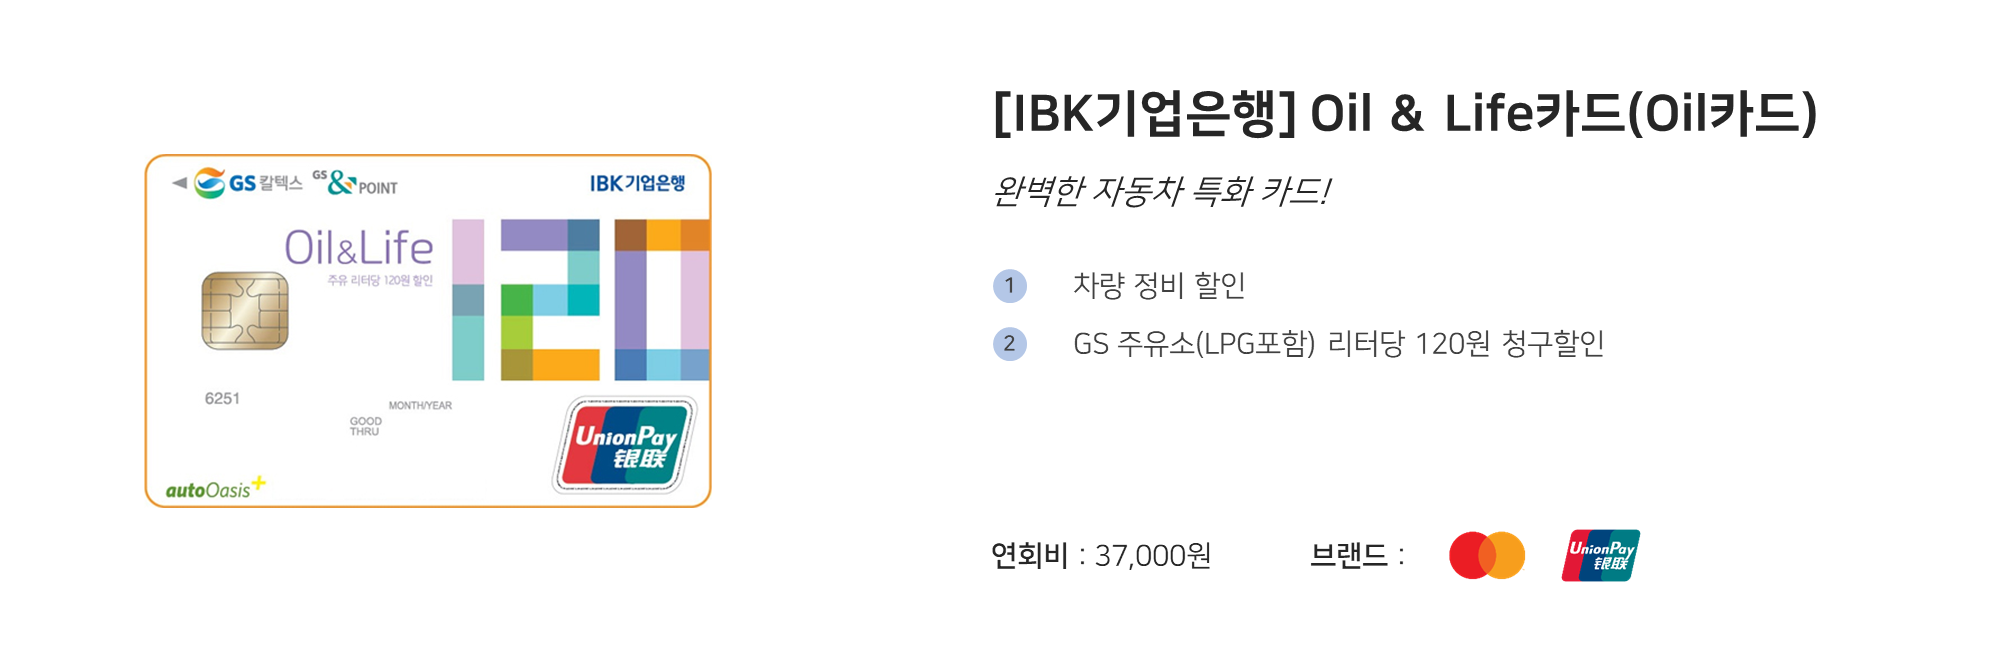 GS칼텍스 GS&POINT IBK기업은행
Oil&Life
주유 리터당 120원 할인
120
6251
MONTH/YEAR
GOOD
THRU
UnionPay
银联
autoOasis+
[IBK기업은행] Oil & Life카드(Oil카드)
완벽한 자동차 특화 카드!
1 차량 정비 할인
2 GS 주유소(LPG포함) 리터당 120원 청구할인
연회비 : 37,000원 브랜드 :
UnionPay
银联